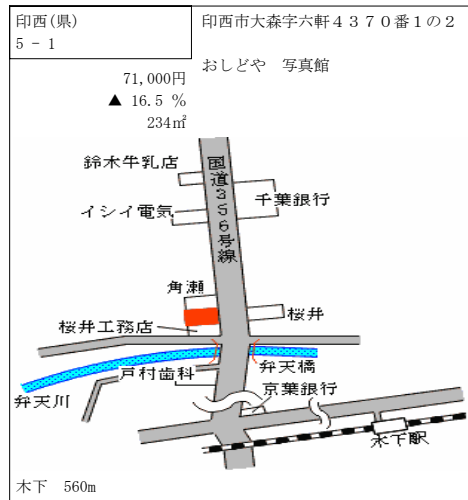 印西(県)
5 - 1
印西市大森字六軒４３７０番１の２
おしどや　写真館
71,000円
▲ 16.5 %
234㎡
鈴木牛乳店
国道３５６号線
千葉銀行
イシイ電気
角瀬
桜井
桜井工務店
戸村歯科
弁天橋
弁天川
京葉銀行
木下駅
木下　560m